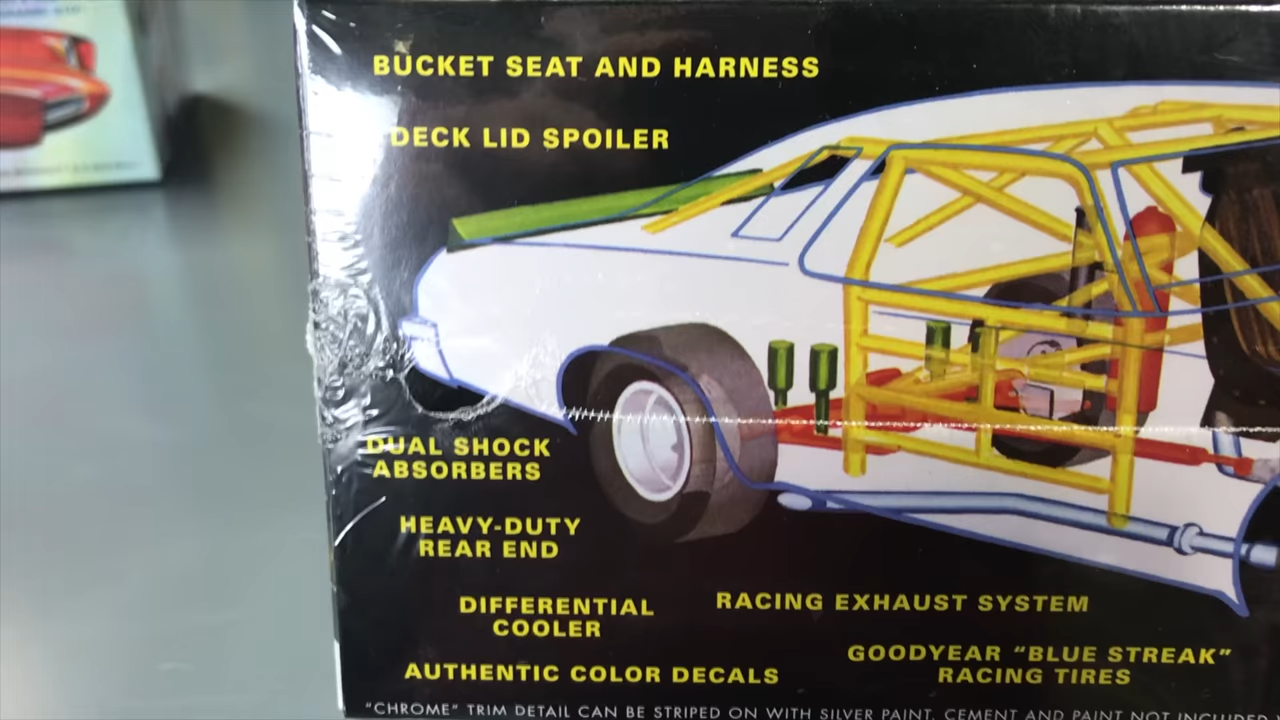 BUCKET SEAT AND HARNESS
DECK LID SPOILER
DUAL SHOCK
ABSORBERS
HEAVY-DUTY
REAR END
DIFFERENTIAL
COOLER
RACING EXHAUST SYSTEM
GOODYEAR “BLUE STREAK”
RACING TIRES
AUTHENTIC COLOR DECALS
“CHROME” TRIM DETAIL CAN BE STRIPED ON WITH SILVER PAINT. CEMENT AND PAINT NOT INCLUDED